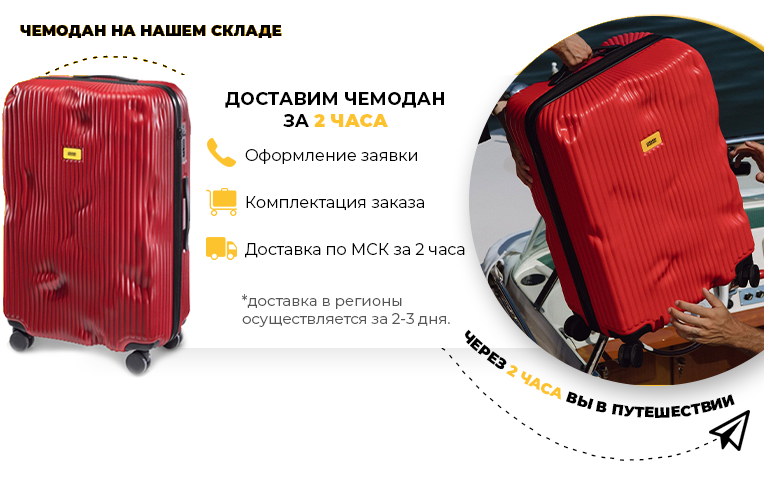 ЧЕМОДАН НА НАШЕМ СКЛАДЕ
ДОСТАВИМ ЧЕМОДАН
ЗА 2 ЧАСА
Оформление заявки
Комплектация заказа
Доставка по МСК за 2 часа
*доставка в регионы
осуществляется за 2-3 дня.
ЧЕРЕЗ 2 ЧАСА ВЫ В ПУТЕШЕСТВИИ